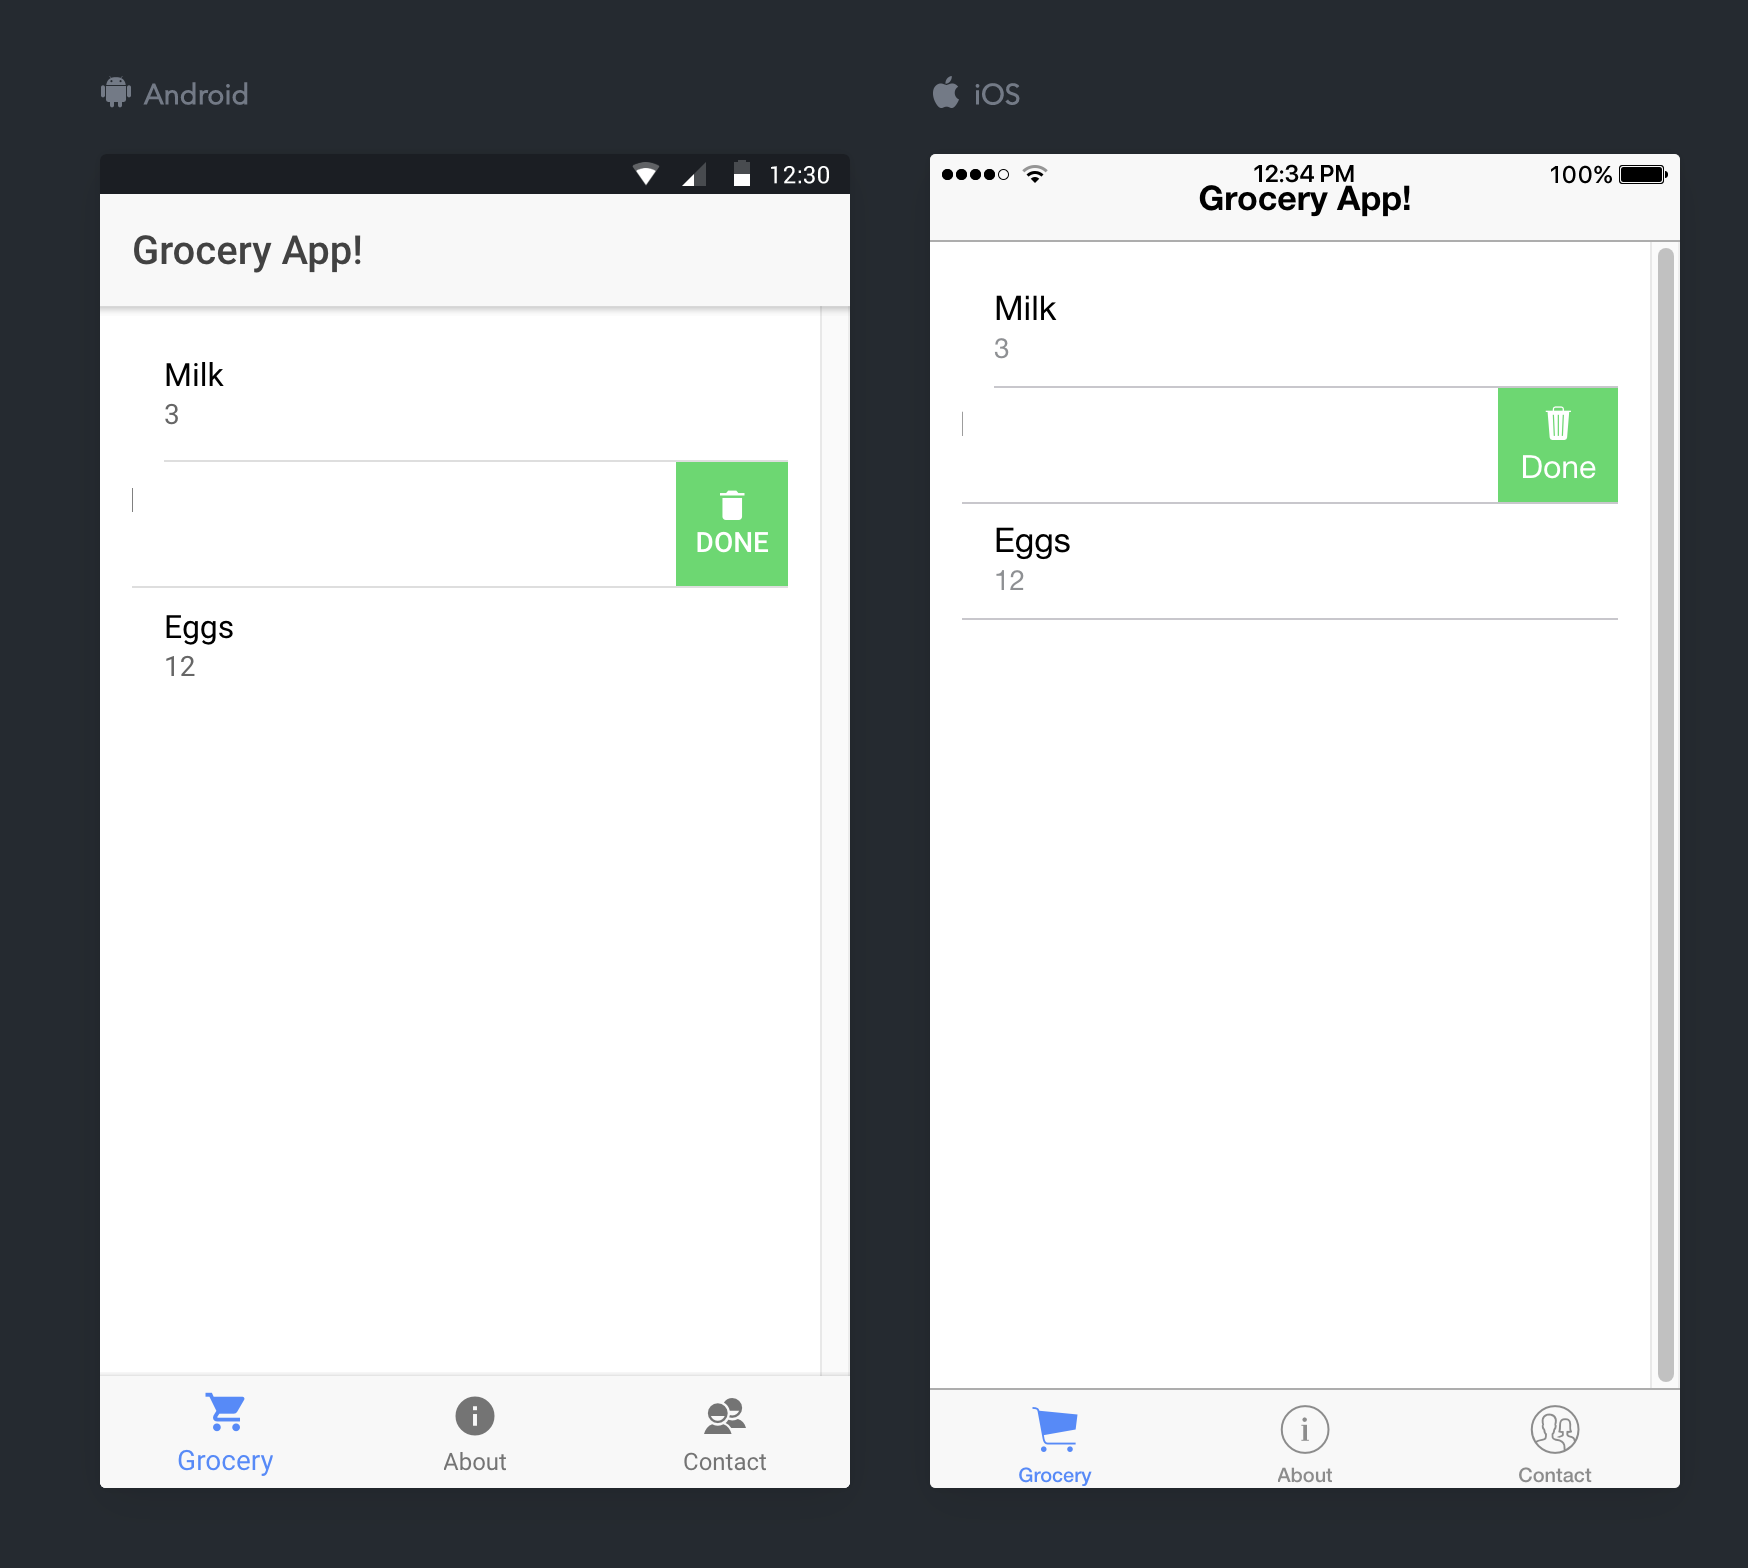 Android
12:30
Grocery App!
Milk
3
DONE
Eggs
12
Grocery
About
Contact
iOS
12:34 PM
100%
Grocery App!
Milk
3
Done
Eggs
12
Grocery
About
Contact